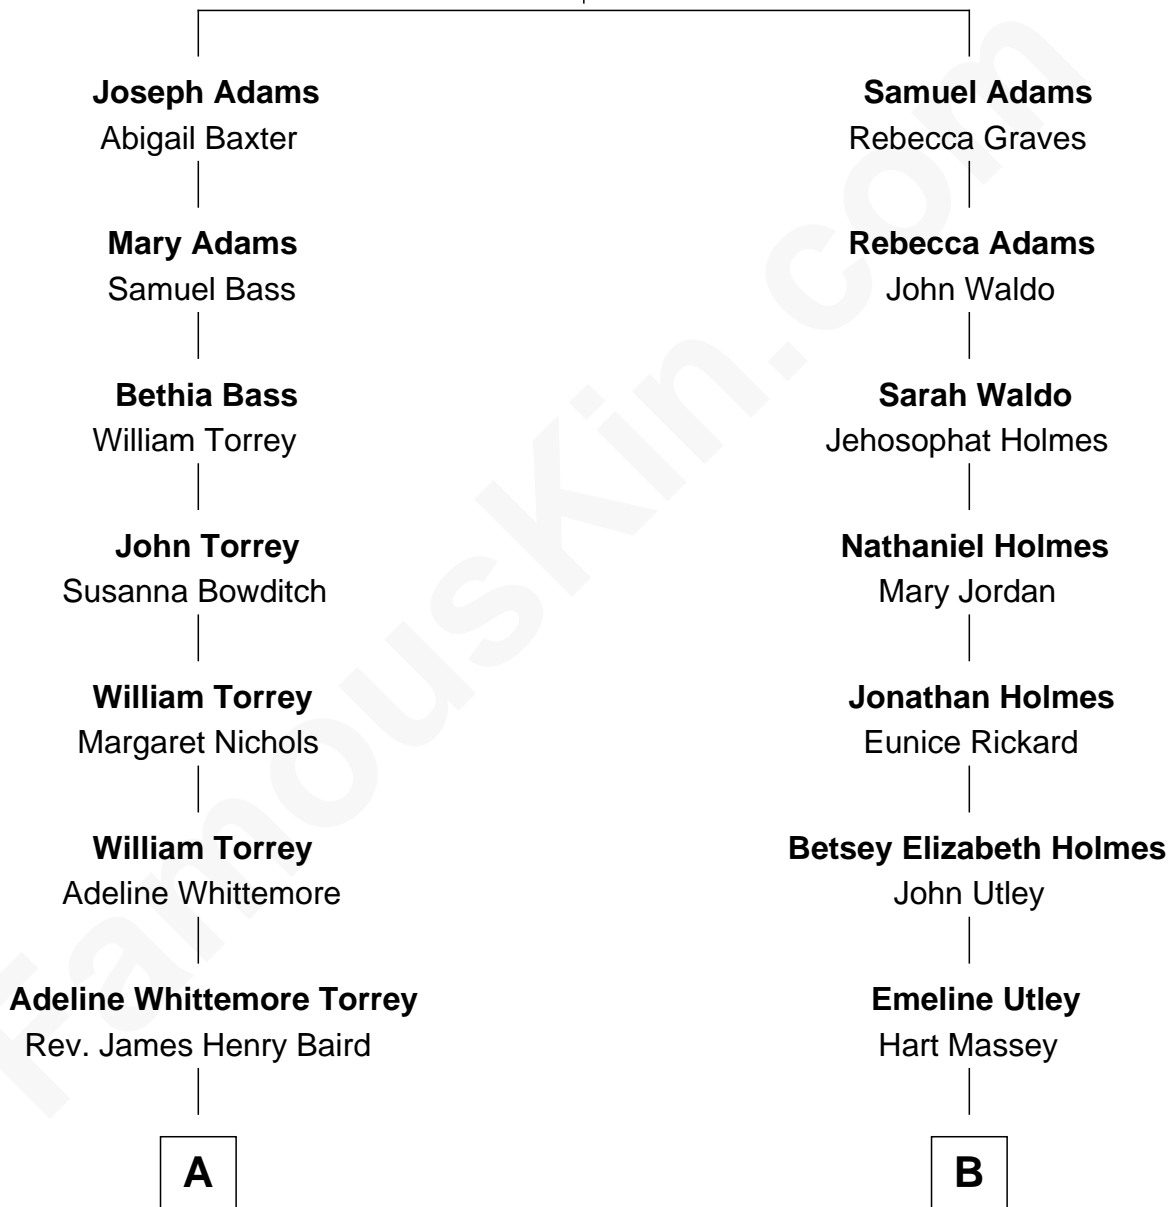 Joseph Adams
Abigail Baxter
Mary Adams
Samuel Bass
Bethia Bass
William Torrey
John Torrey
Susanna Bowditch
William Torrey
Margaret Nichols
William Torrey
Adeline Whittemore
Adeline Whittemore Torrey
Rev. James Henry Baird
A
Samuel Adams
Rebecca Graves
Rebecca Adams
John Waldo
Sarah Waldo
Jehosophat Holmes
Nathaniel Holmes
Mary Jordan
Jonathan Holmes
Eunice Rickard
Betsey Elizabeth Holmes
John Utley
Emeline Utley
Hart Massey
B
FamousKin.com